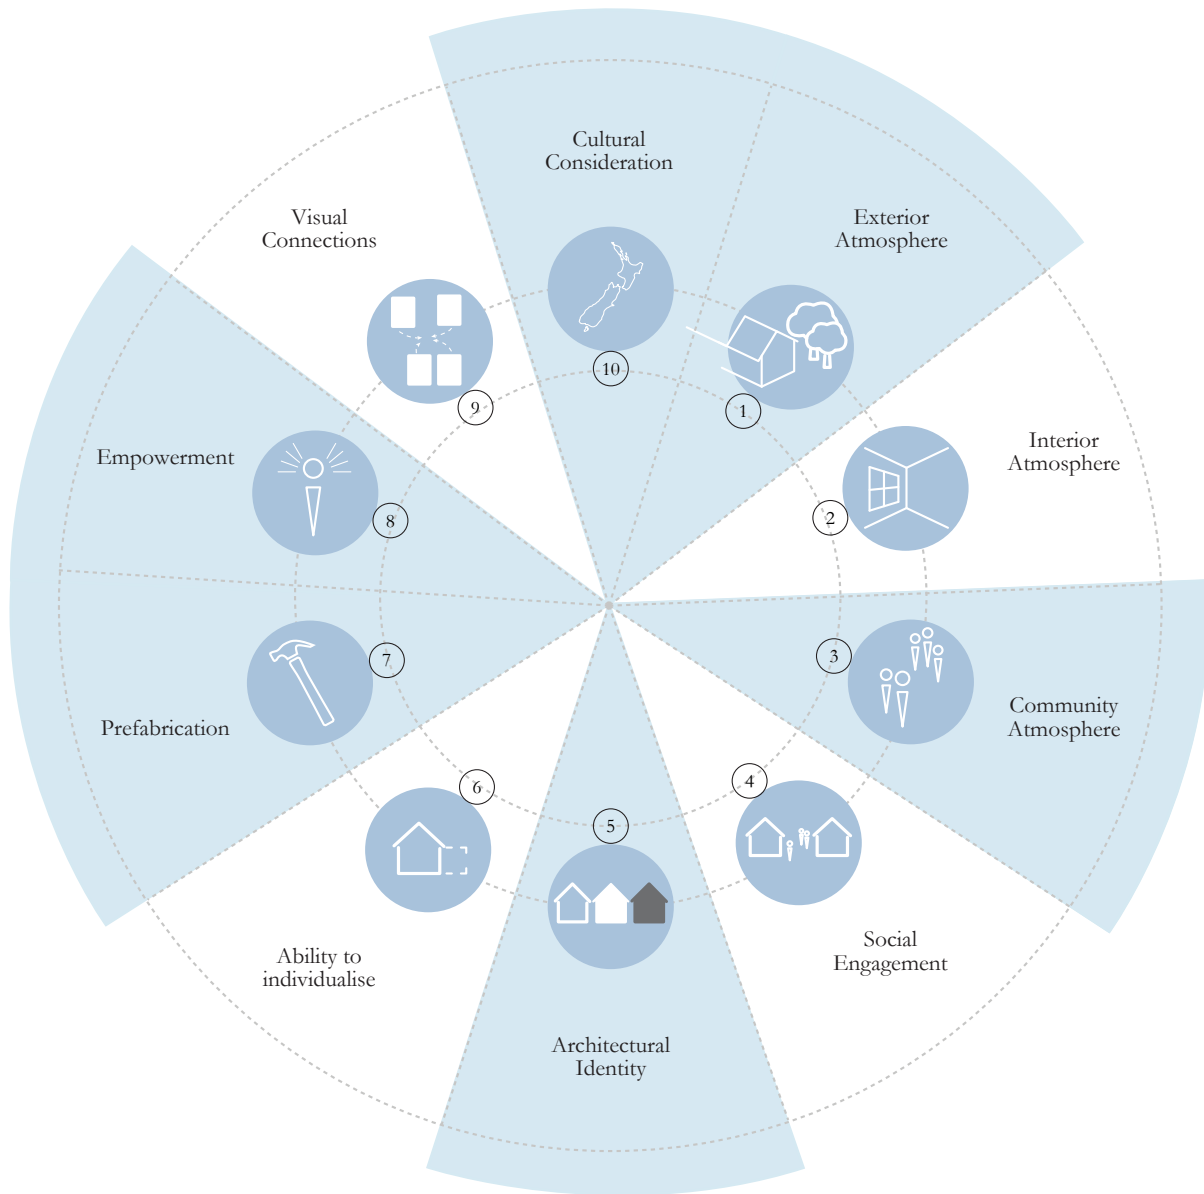 Cultural
Consideration
10
Exterior
Atmosphere
1
Interior
Atmosphere
2
Community
Atmosphere
3
Social
Engagement
4
Architectural
Identity
5
Ability to
individualise
6
Prefabrication
7
Empowerment
8
Visual
Connections
9